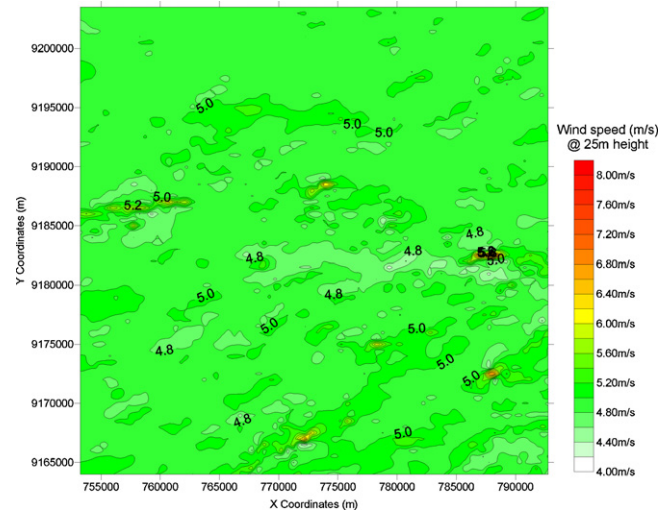 9200000
9195000
9190000
9185000
9180000
9175000
9170000
9165000
Y Coordinates (m)
755000 760000 765000 770000 775000 780000 785000 790000
X Coordinates (m)
5.0
5.0
5.0
5.2
5.0
4.8
4.8
4.8
5.0
5.0
4.8
5.0
4.8
5.0
5.0
5.0
4.8
5.0
Wind speed (m/s)
@ 25m height
8.00m/s
7.60m/s
7.20m/s
6.80m/s
6.40m/s
6.00m/s
5.60m/s
5.20m/s
4.80m/s
4.40m/s
4.00m/s